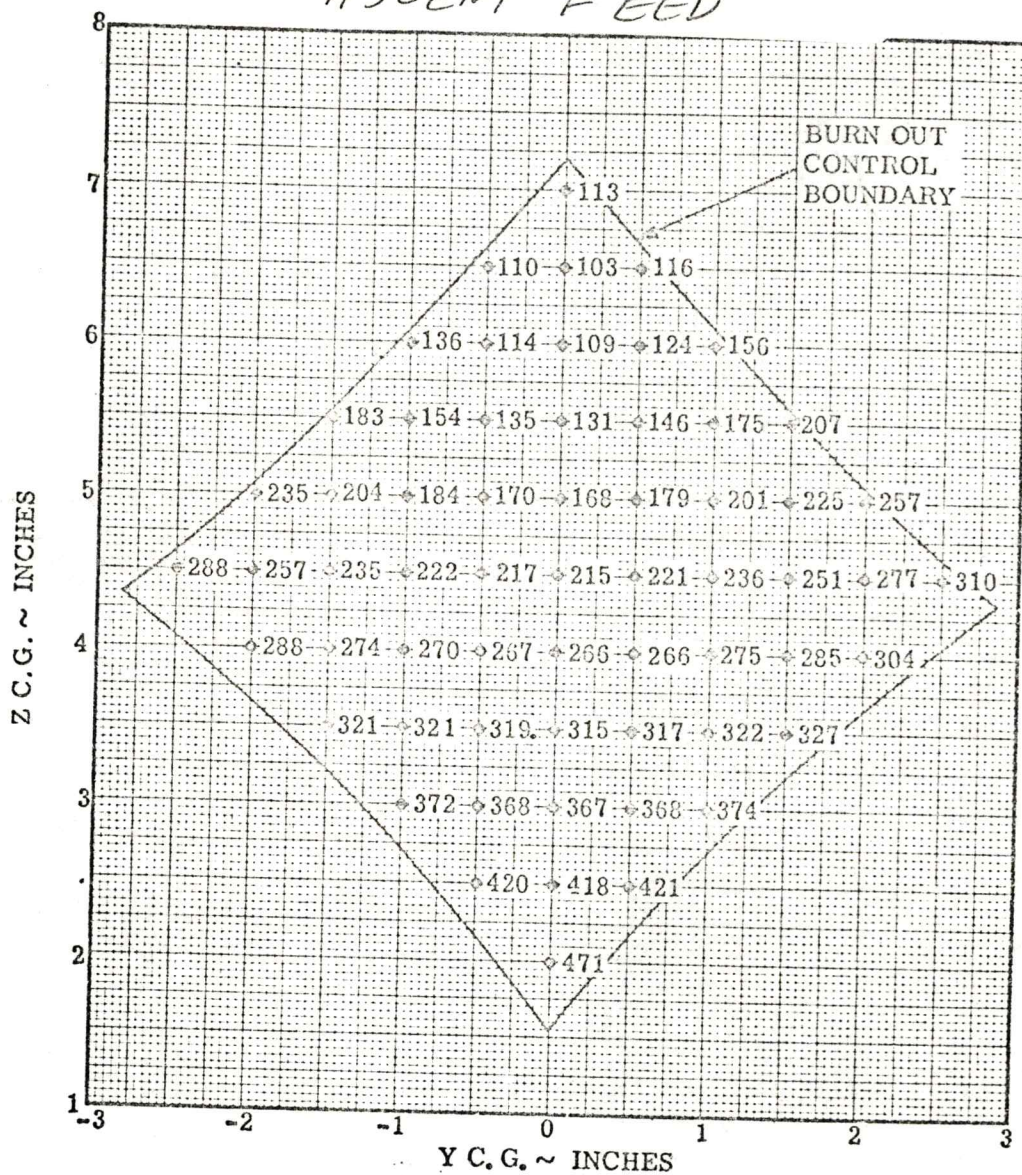 ASCENT FEED
8
BURN OUT
CONTROL
BOUNDARY
7
113
110 103 116
6
136 114 109 124 156
183 154 135 131 146 175 207
5
235 204 184 170 168 179 201 225 257
288 257 235 222 217 215 221 236 251 277 310
4
288 274 270 267 266 266 275 285 304
321 321 319 315 317 322 327
3
372 368 367 368 374
420 418 421
2
471
1
-3 -2 -1 0 1 2 3
Z C.G. ~ INCHES
Y C.G. ~ INCHES